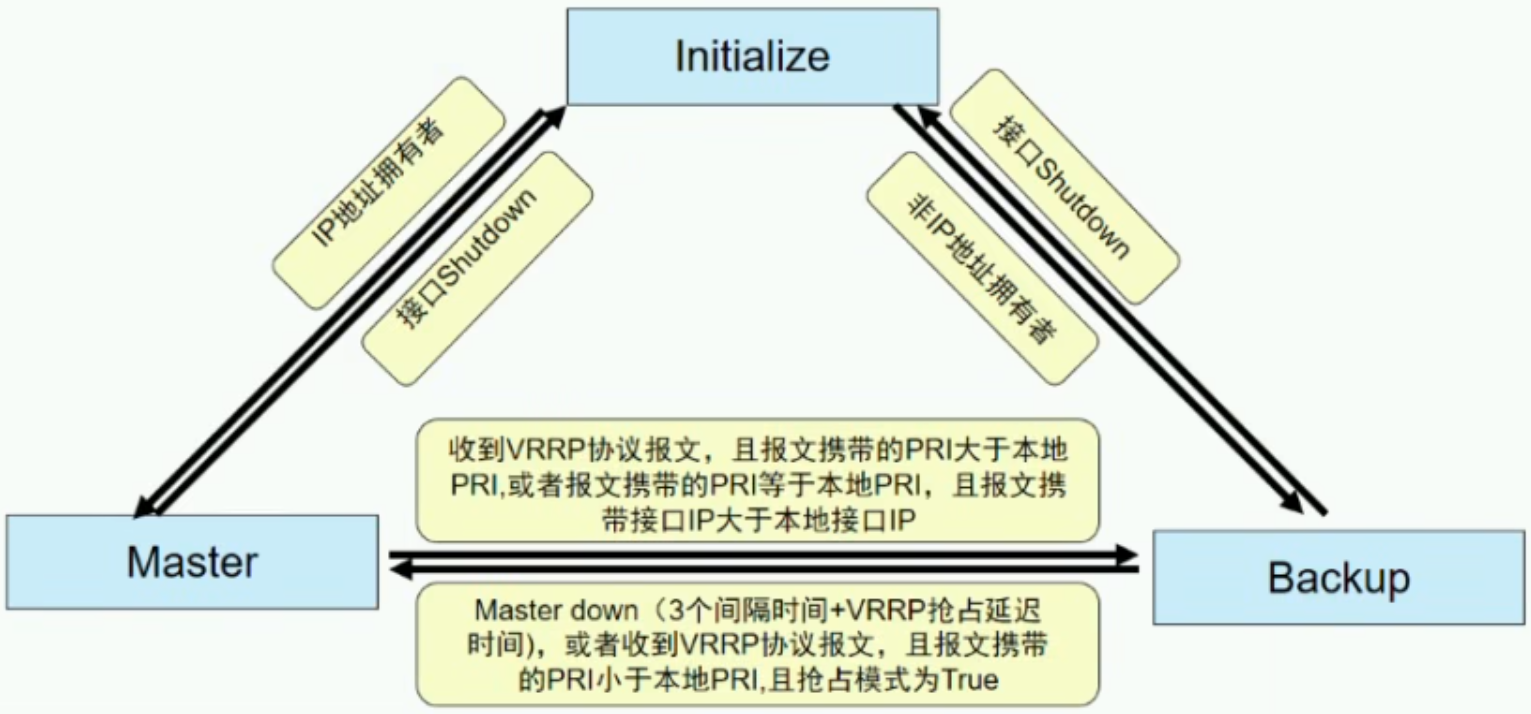 Initialize
IP地址拥有者
接口Shutdown
接口Shutdown
非IP地址拥有者
收到VRRP协议报文，且报文携带的PRI大于本地
PRI,或者报文携带的PRI等于本地PRI，且报文携
带接口IP大于本地接口IP
Master
Backup
Master down（3个间隔时间+VRRP抢占延迟
时间)，或者收到VRRP协议报文，且报文携带
的PRI小于本地PRI,且抢占模式为True